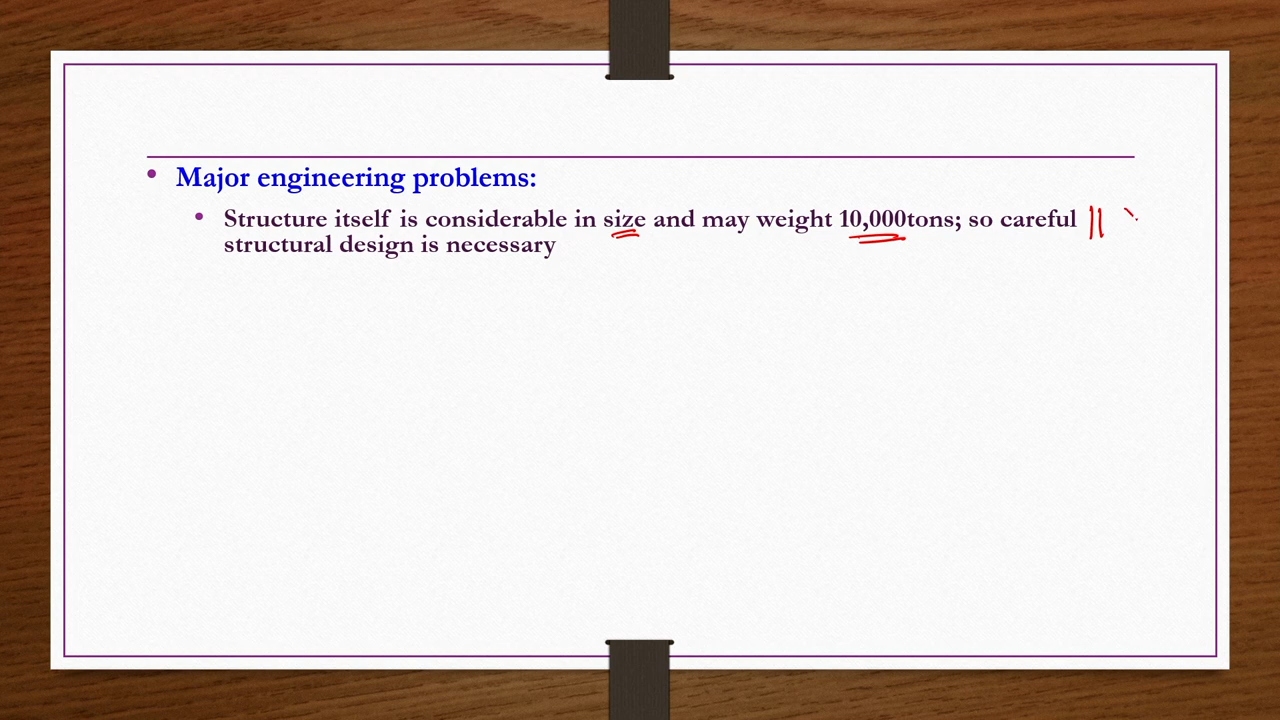 • Major engineering problems:
• Structure itself is considerable in size and may weight 10,000tons; so careful
structural design is necessary